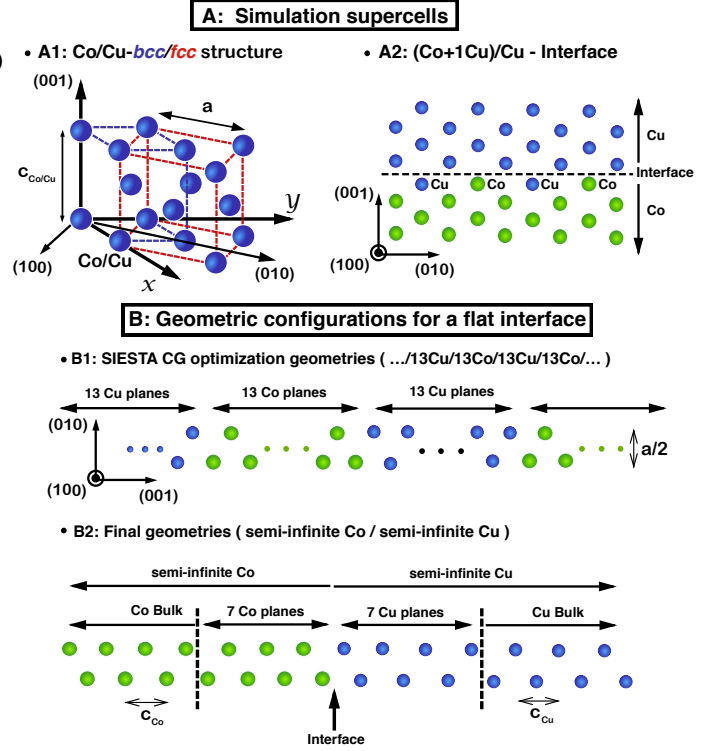 A: Simulation supercells
• A1: Co/Cu-bcc/fcc structure
• A2: (Co+1Cu)/Cu - Interface
(001)
a
C Co/Cu
y
(100)
Co/Cu
x
(010)
Cu
Interface
Cu Co Cu Co
(001)
Co
(100)
(010)
B: Geometric configurations for a flat interface
• B1: SIESTA CG optimization geometries ( .../13Cu/13Co/13Cu/13Co/... )
13 Cu planes 13 Co planes 13 Cu planes
(010)
a/2
(100)
(001)
• B2: Final geometries ( semi-infinite Co / semi-infinite Cu )
semi-infinite Co semi-infinite Cu
Co Bulk 7 Co planes 7 Cu planes Cu Bulk
C Co
C Cu
Interface